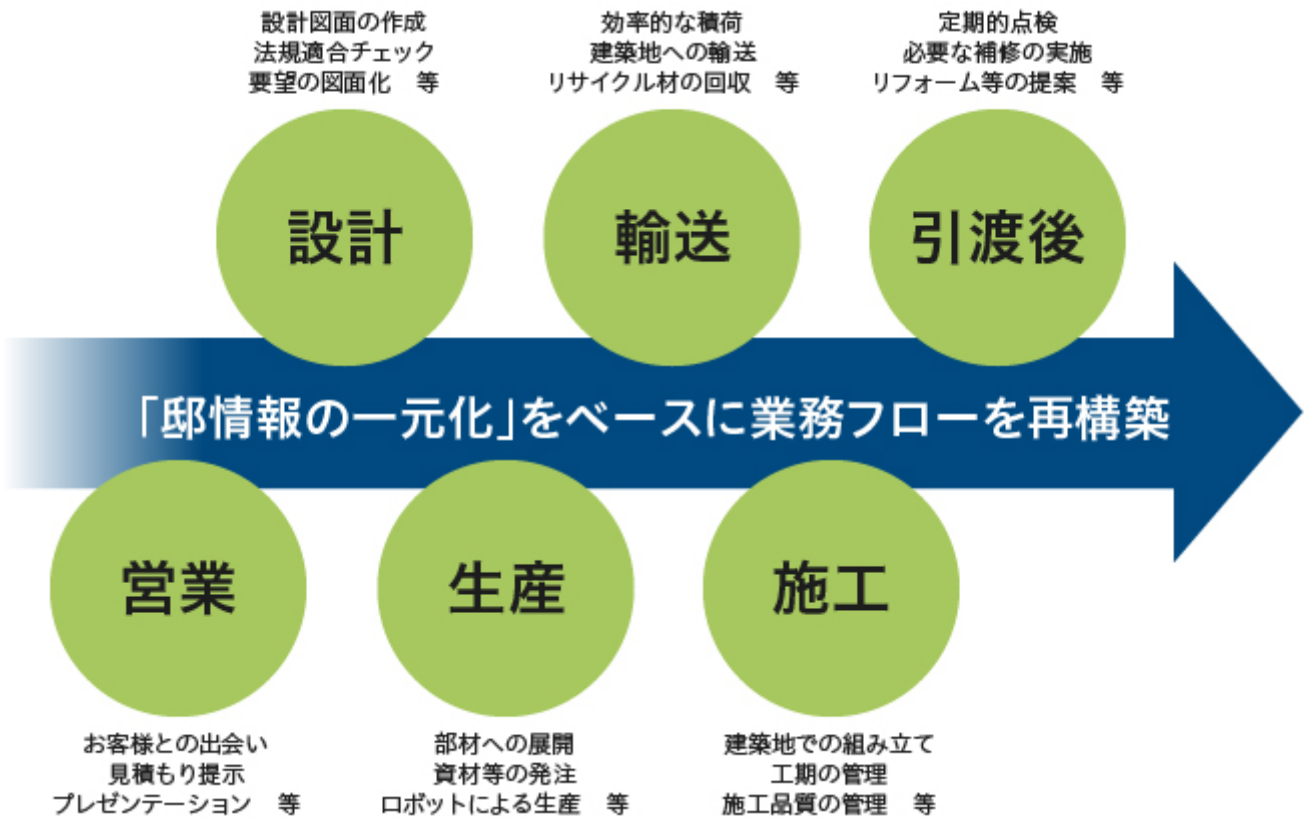 設計図面の作成
法規適合チェック
要望の図面化　等
設計
効率的な積荷
建築地への輸送
リサイクル材の回収　等
輸送
定期的点検
必要な補修の実施
リフォーム等の提案　等
引渡後
「邸情報の一元化」をベースに業務フローを再構築
営業
お客様との出会い
見積もり提示
プレゼンテーション　等
生産
部材への展開
資材等の発注
ロボットによる生産　等
施工
建築地での組み立て
工期の管理
施工品質の管理　等